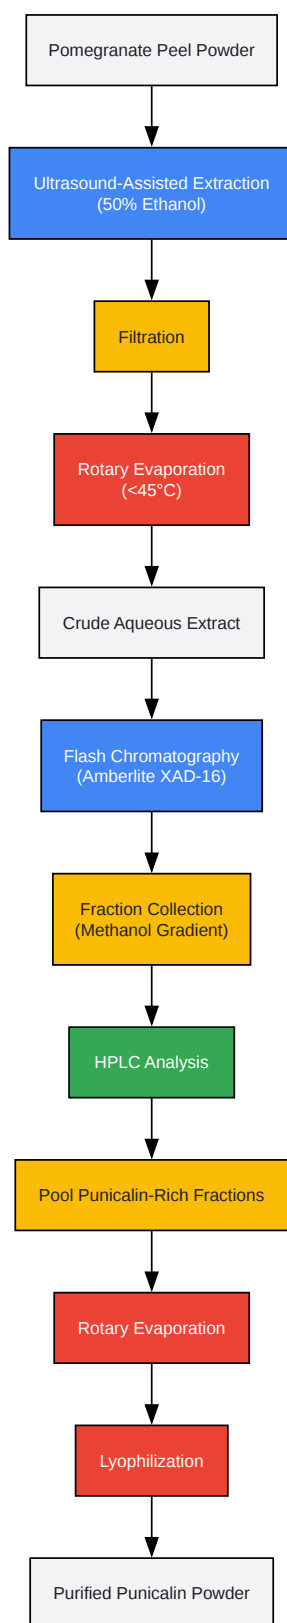 Pomegranate Peel Powder
Ultrasound-Assisted Extraction
(50% Ethanol)
Filtration
Rotary Evaporation
(<45°C)
Crude Aqueous Extract
Flash Chromatography
(Amberlite XAD-16)
Fraction Collection
(Methanol Gradient)
HPLC Analysis
Pool Punicalin-Rich Fractions
Rotary Evaporation
Lyophilization
Purified Punicalin Powder